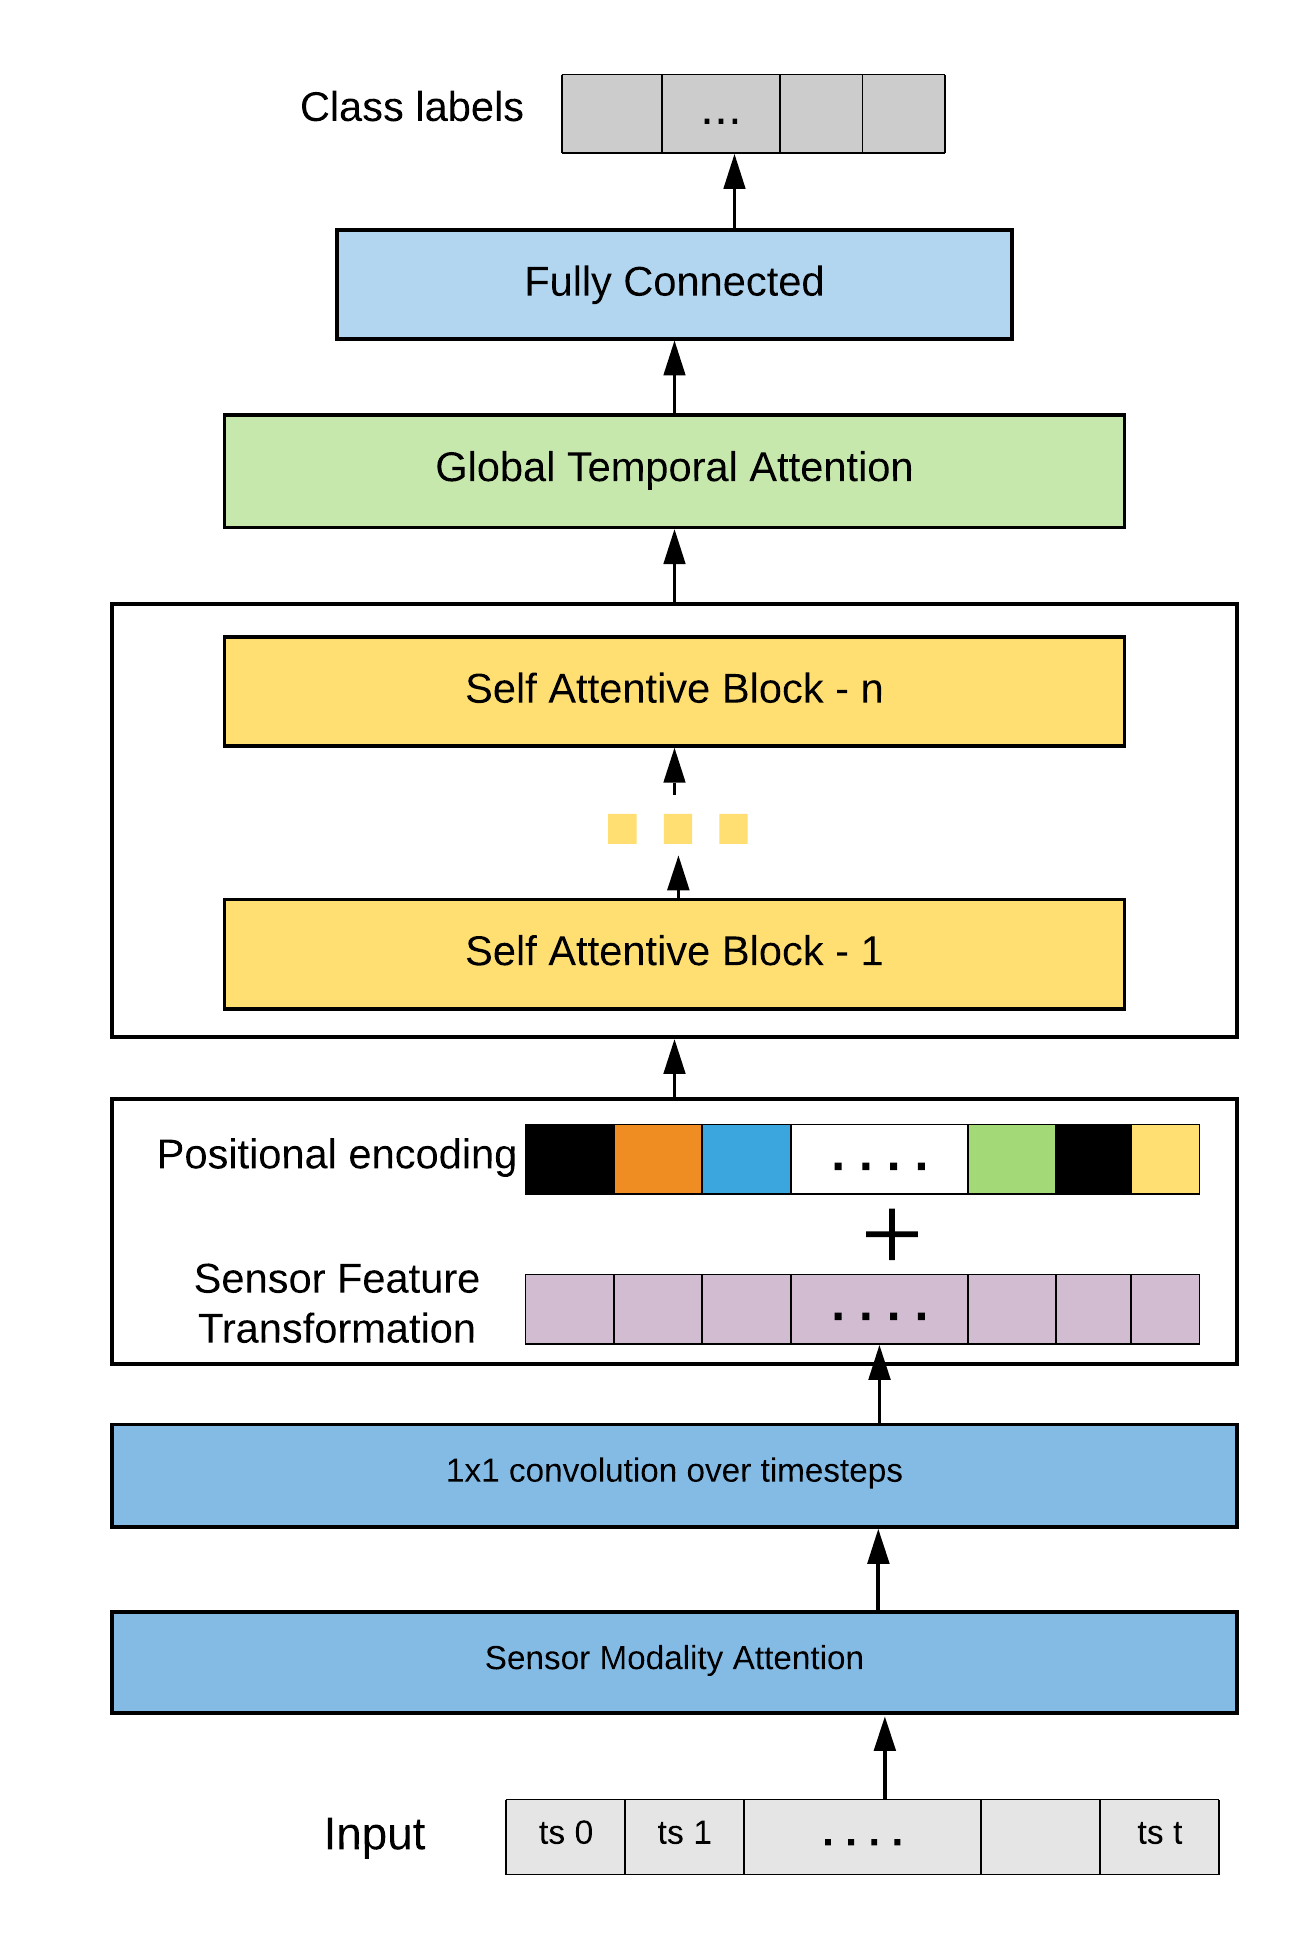 Class labels
...
Fully Connected
Global Temporal Attention
Self Attentive Block - n
Self Attentive Block - 1
Positional encoding
. . . .
+
Sensor Feature
Transformation
. . . .
1x1 convolution over timesteps
Sensor Modality Attention
Input
ts 0
ts 1
. . . .
ts t